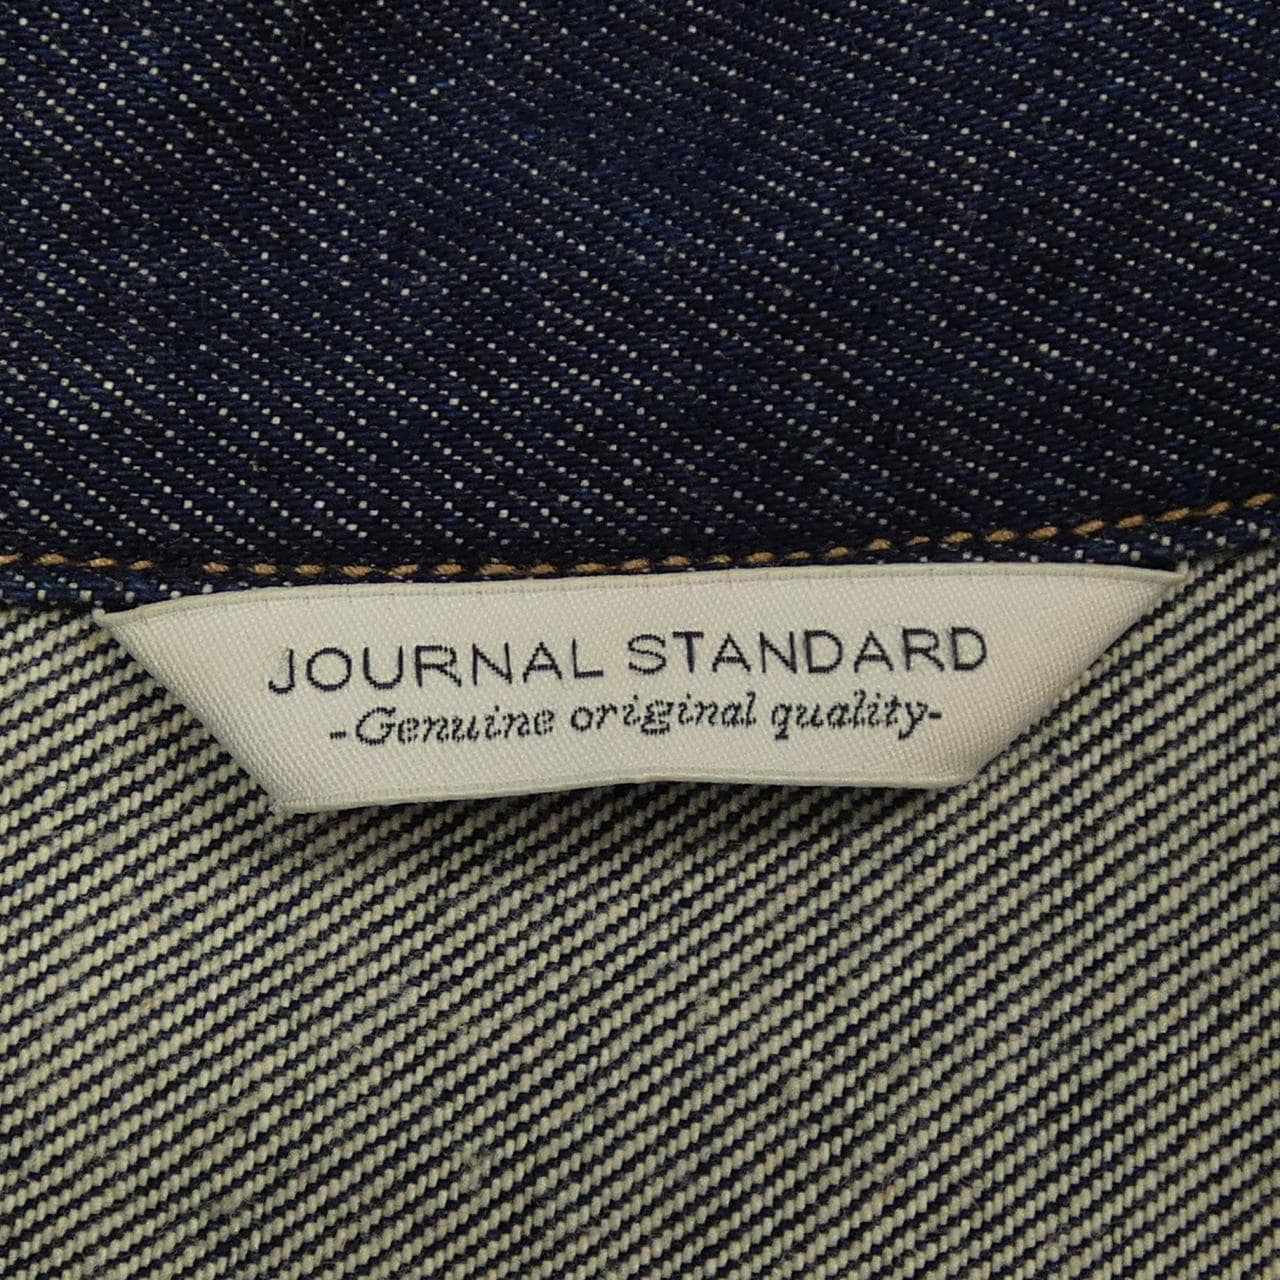 JOURNAL STANDARD
-Genuine original quality-